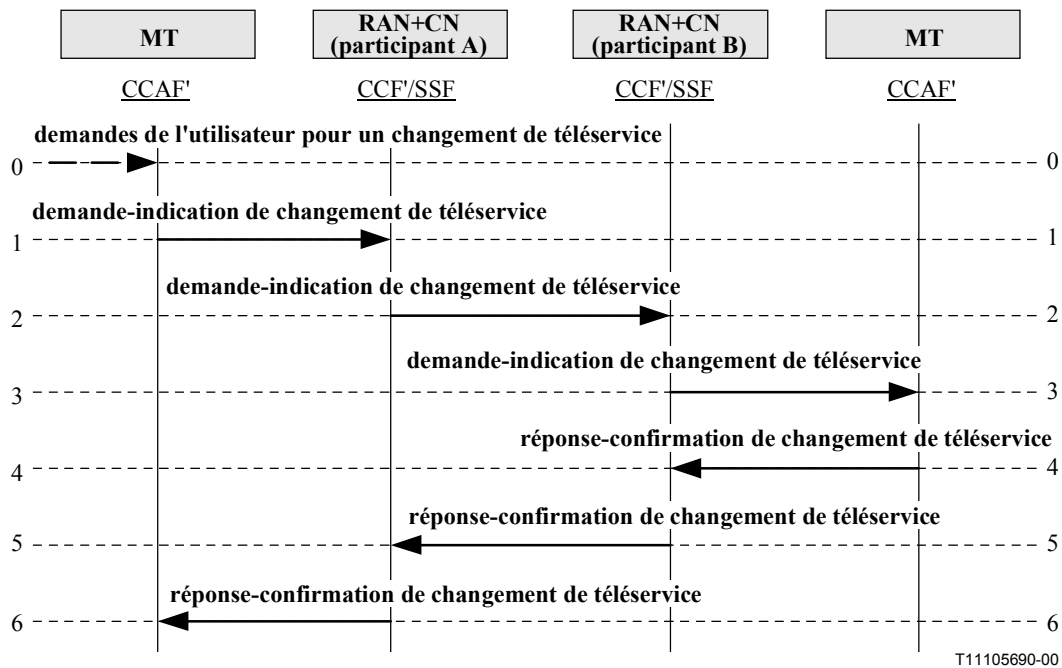 MT
RAN+CN
(participant A)
RAN+CN
(participant B)
MT
CCAF'
CCF'/SSF
CCF'/SSF
CCAF'
demandes de l'utilisateur pour un changement de téléservice
0 0
demande-indication de changement de téléservice
1 1
demande-indication de changement de téléservice
2 2
demande-indication de changement de téléservice
3 3
réponse-confirmation de changement de téléservice
4 4
réponse-confirmation de changement de téléservice
5 5
réponse-confirmation de changement de téléservice
6 6
T11105690-00